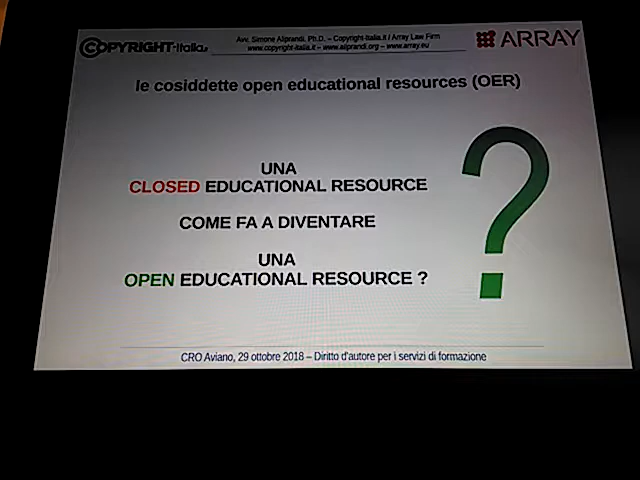 COPYRIGHT-Italia.it
Avv. Simone Aliprandi, Ph.D. – Copyright-Italia.it / Array Law Firm
www.copyright-italia.it – www.aliprandi.org – www.array.eu
ARRAY
le cosiddette open educational resources (OER)
UNA
CLOSED EDUCATIONAL RESOURCE
COME FA A DIVENTARE
UNA
OPEN EDUCATIONAL RESOURCE ?
?
CRO Aviano, 29 ottobre 2018 – Diritto d'autore per i servizi di formazione